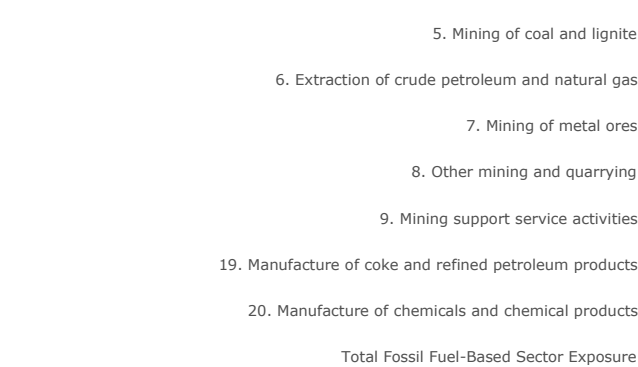 5. Mining of coal and lignite
6. Extraction of crude petroleum and natural gas
7. Mining of metal ores
8. Other mining and quarrying
9. Mining support service activities
19. Manufacture of coke and refined petroleum products
20. Manufacture of chemicals and chemical products
Total Fossil Fuel-Based Sector Exposure